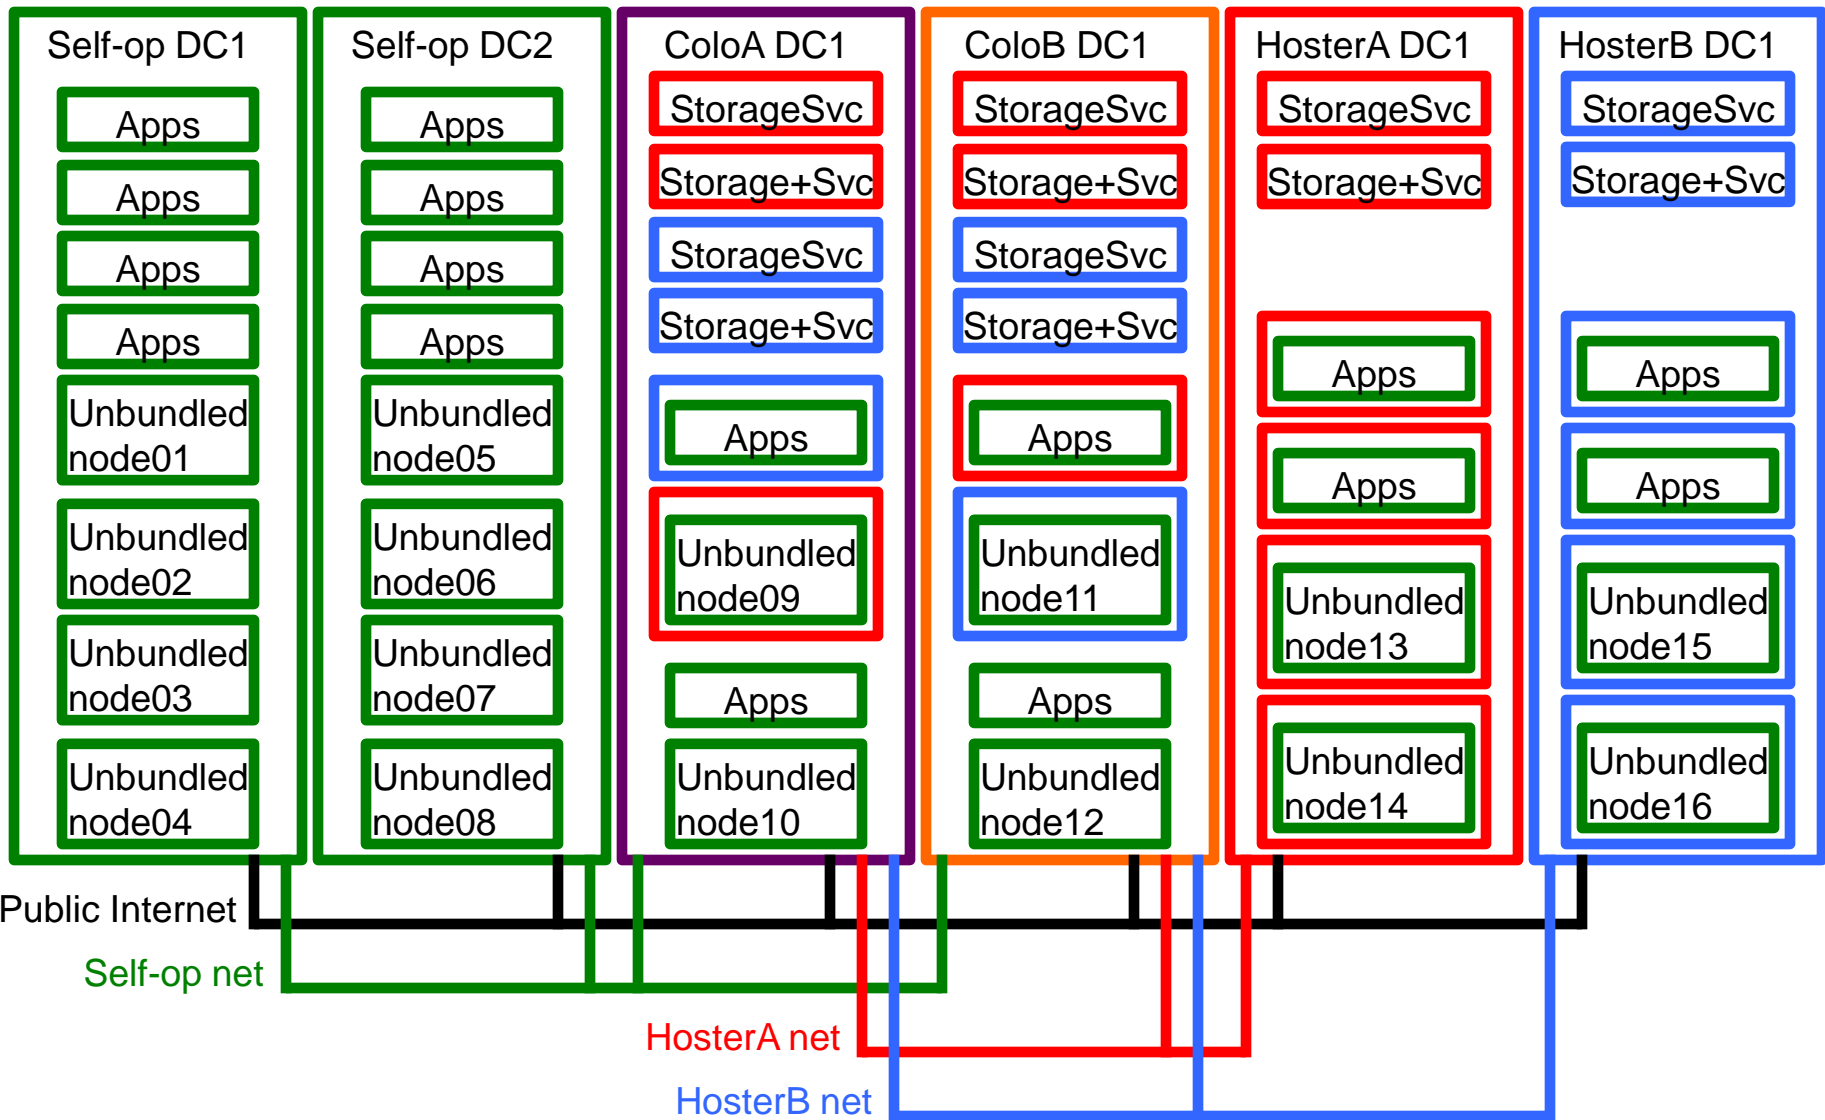 Self-op DC1
Apps
Apps
Apps
Apps
Unbundled
node01
Unbundled
node02
Unbundled
node03
Unbundled
node04
Self-op DC2
Apps
Apps
Apps
Apps
Unbundled
node05
Unbundled
node06
Unbundled
node07
Unbundled
node08
ColoA DC1
StorageSvc
Storage+Svc
StorageSvc
Storage+Svc
Apps
Unbundled
node09
Apps
Unbundled
node10
ColoB DC1
StorageSvc
Storage+Svc
StorageSvc
Storage+Svc
Apps
Unbundled
node11
Apps
Unbundled
node12
HosterA DC1
StorageSvc
Storage+Svc
Apps
Apps
Unbundled
node13
Unbundled
node14
HosterB DC1
StorageSvc
Storage+Svc
Apps
Apps
Unbundled
node15
Unbundled
node16
Public Internet
Self-op net
HosterA net
HosterB net